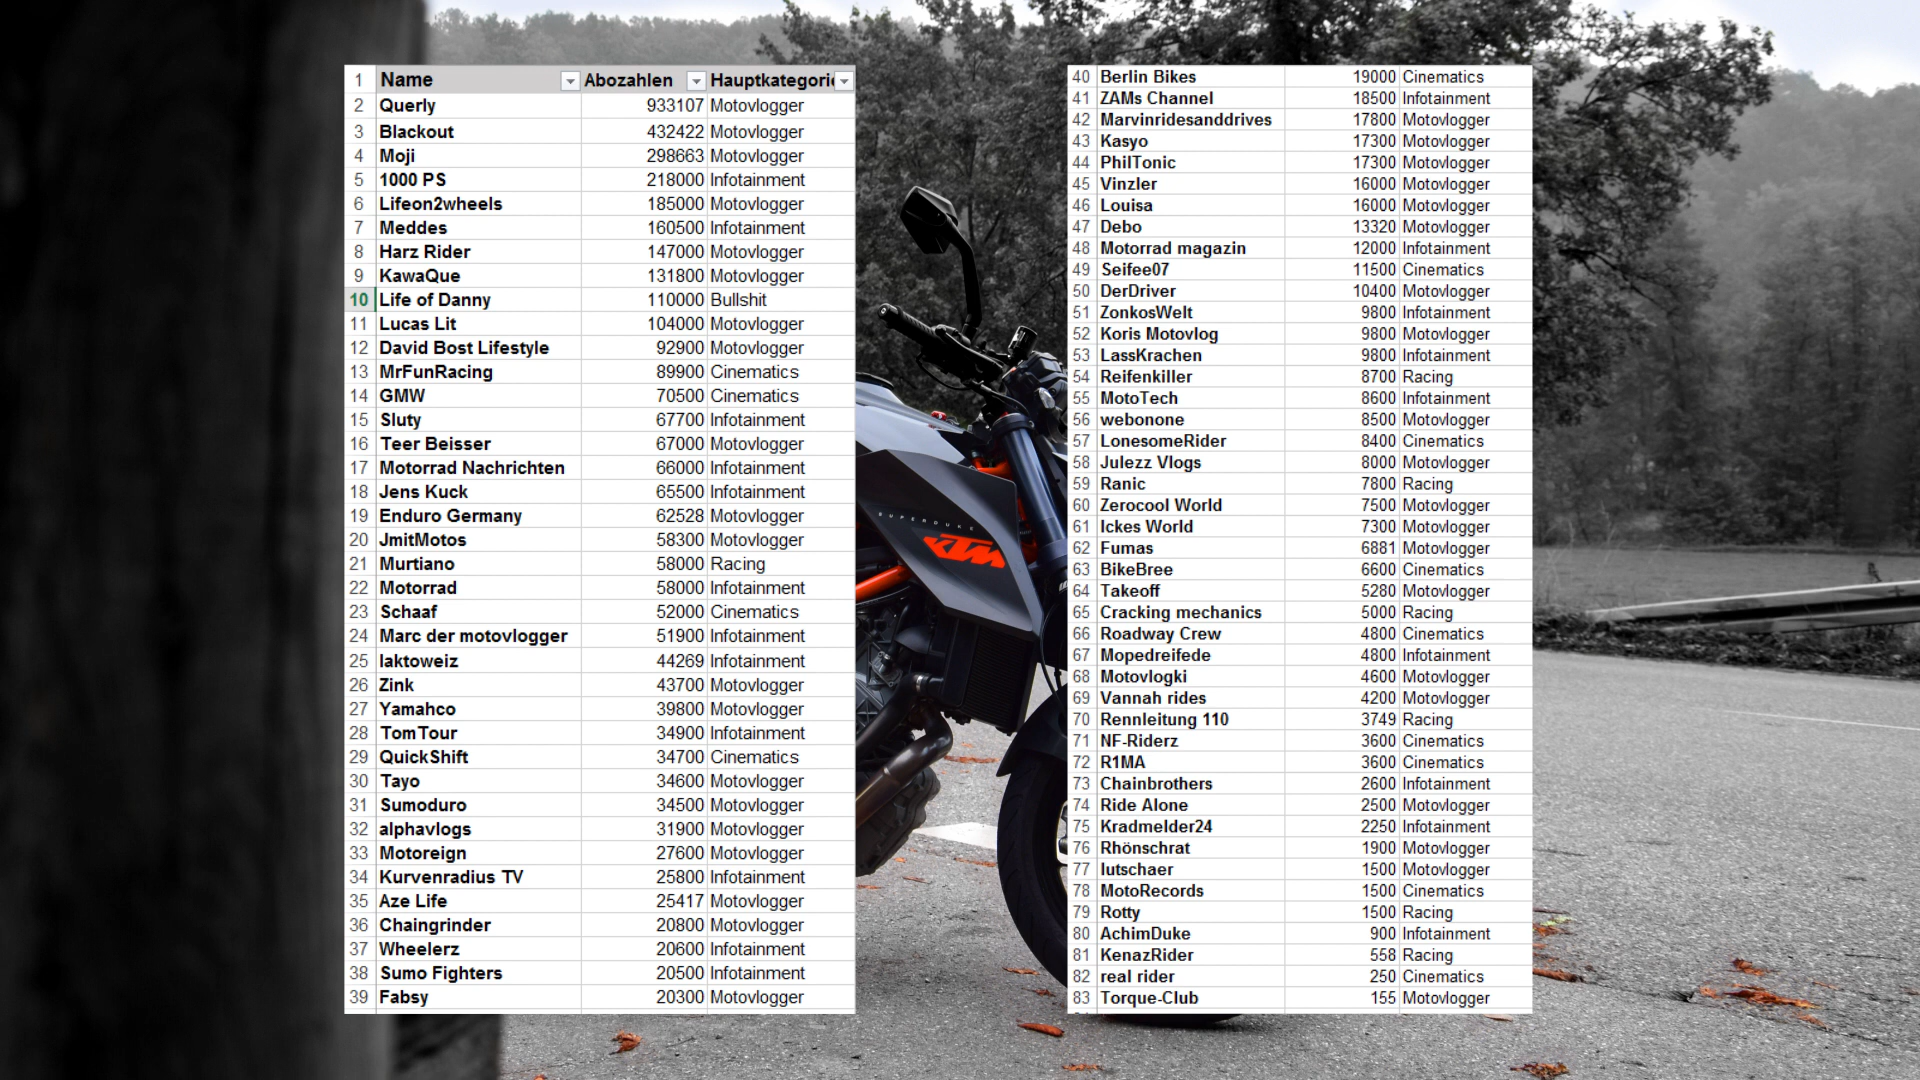 1 Name Abozahlen Hauptkategorie
2 Querly 933107 Motovlogger
3 Blackout 432422 Motovlogger
4 Moji 298663 Motovlogger
5 1000 PS 218000 Infotainment
6 Lifeon2wheels 185000 Motovlogger
7 Meddes 160500 Infotainment
8 Harz Rider 147000 Motovlogger
9 KawaQue 131800 Motovlogger
10 Life of Danny 110000 Bullshit
11 Lucas Lit 104000 Motovlogger
12 David Bost Lifestyle 92900 Motovlogger
13 MrFunRacing 89900 Cinematics
14 GMW 70500 Cinematics
15 Sluty 67700 Infotainment
16 Teer Beisser 67000 Motovlogger
17 Motorrad Nachrichten 66000 Infotainment
18 Jens Kuck 65500 Infotainment
19 Enduro Germany 62528 Motovlogger
20 JmitMotos 58300 Motovlogger
21 Murtiano 58000 Racing
22 Motorrad 58000 Infotainment
23 Schaaf 52000 Cinematics
24 Marc der motovlogger 51900 Infotainment
25 laktoweiz 44269 Infotainment
26 Zink 43700 Motovlogger
27 Yamahco 39800 Motovlogger
28 TomTour 34900 Infotainment
29 QuickShift 34700 Cinematics
30 Tayo 34600 Motovlogger
31 Sumoduro 34500 Motovlogger
32 alphavlogs 31900 Motovlogger
33 Motoreign 27600 Motovlogger
34 Kurvenradius TV 25800 Infotainment
35 Aze Life 25417 Motovlogger
36 Chaingrinder 20800 Motovlogger
37 Wheelerz 20600 Infotainment
38 Sumo Fighters 20500 Infotainment
39 Fabsy 20300 Motovlogger
SUPERDUKE
KTM
40 Berlin Bikes 19000 Cinematics
41 ZAMs Channel 18500 Infotainment
42 Marvinridesanddrives 17800 Motovlogger
43 Kasyo 17300 Motovlogger
44 PhilTonic 17300 Motovlogger
45 Vinzler 16000 Motovlogger
46 Louisa 16000 Motovlogger
47 Debo 13320 Motovlogger
48 Motorrad magazin 12000 Infotainment
49 Seifee07 11500 Cinematics
50 DerDriver 10400 Motovlogger
51 ZonkosWelt 9800 Infotainment
52 Koris Motovlog 9800 Motovlogger
53 LassKrachen 9800 Infotainment
54 Reifenkiller 8700 Racing
55 MotoTech 8600 Infotainment
56 webonone 8500 Motovlogger
57 LonesomeRider 8400 Cinematics
58 Julezz Vlogs 8000 Motovlogger
59 Ranic 7800 Racing
60 Zerocool World 7500 Motovlogger
61 Ickes World 7300 Motovlogger
62 Fumas 6881 Motovlogger
63 BikeBree 6600 Cinematics
64 Takeoff 5280 Motovlogger
65 Cracking mechanics 5000 Racing
66 Roadway Crew 4800 Cinematics
67 Mopedreifede 4800 Infotainment
68 Motovlogki 4600 Motovlogger
69 Vannah rides 4200 Motovlogger
70 Rennleitung 110 3749 Racing
71 NF-Riderz 3600 Cinematics
72 R1MA 3600 Cinematics
73 Chainbrothers 2600 Infotainment
74 Ride Alone 2500 Motovlogger
75 Kradmelder24 2250 Infotainment
76 Rhönschrat 1900 Motovlogger
77 lutschaer 1500 Motovlogger
78 MotoRecords 1500 Cinematics
79 Rotty 1500 Racing
80 AchimDuke 900 Infotainment
81 KenazRider 558 Racing
82 real rider 250 Cinematics
83 Torque-Club 155 Motovlogger